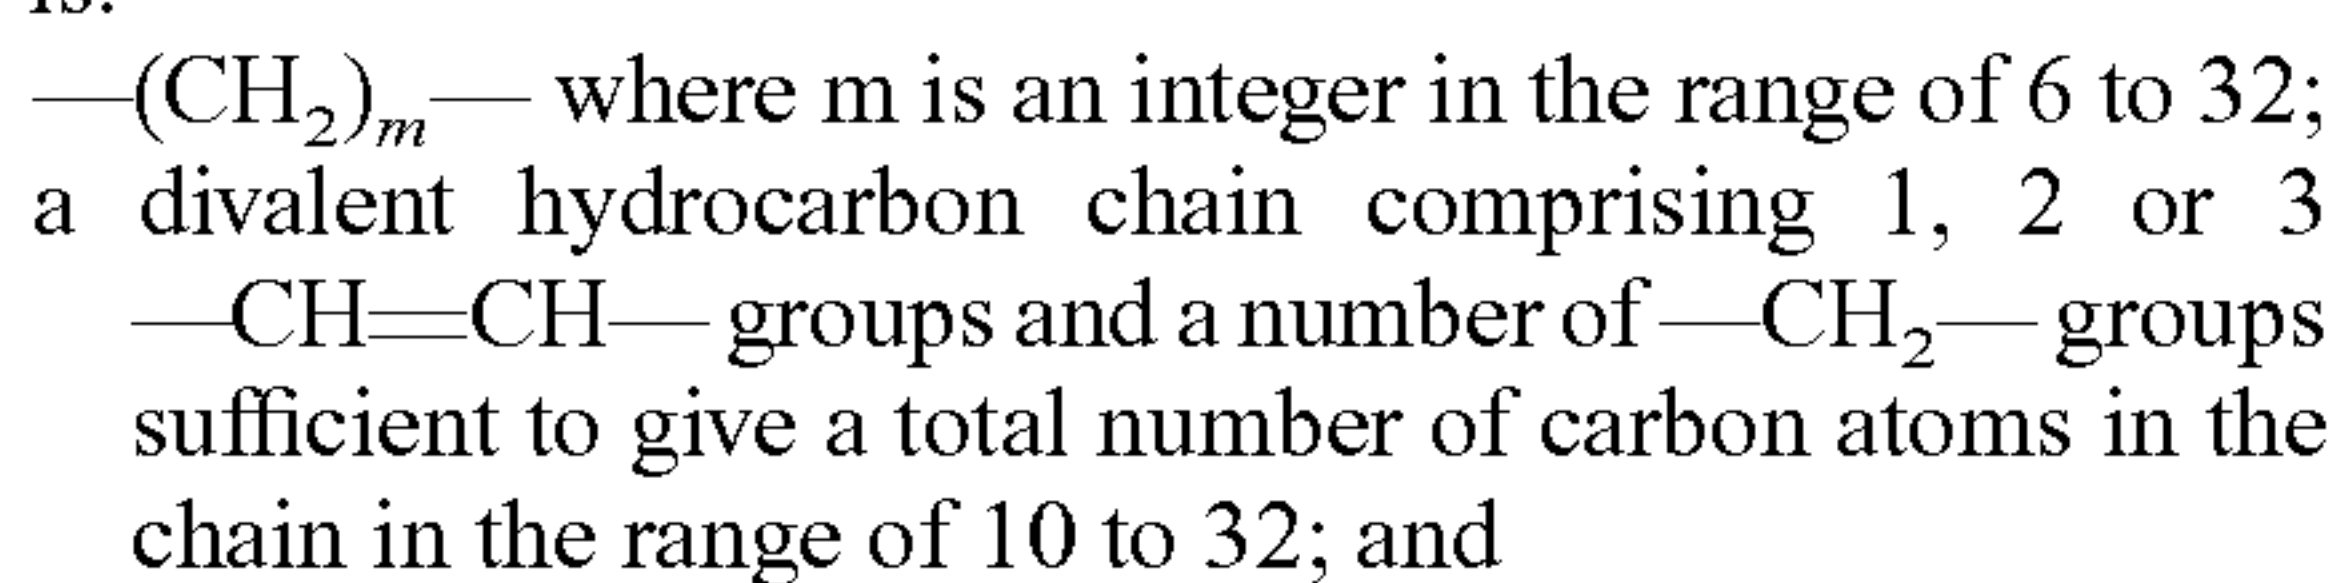 is:
—(CH₂)ₘ— where m is an integer in the range of 6 to 32;
a divalent hydrocarbon chain comprising 1, 2 or 3
—CH=CH— groups and a number of —CH₂— groups
sufficient to give a total number of carbon atoms in the
chain in the range of 10 to 32; and